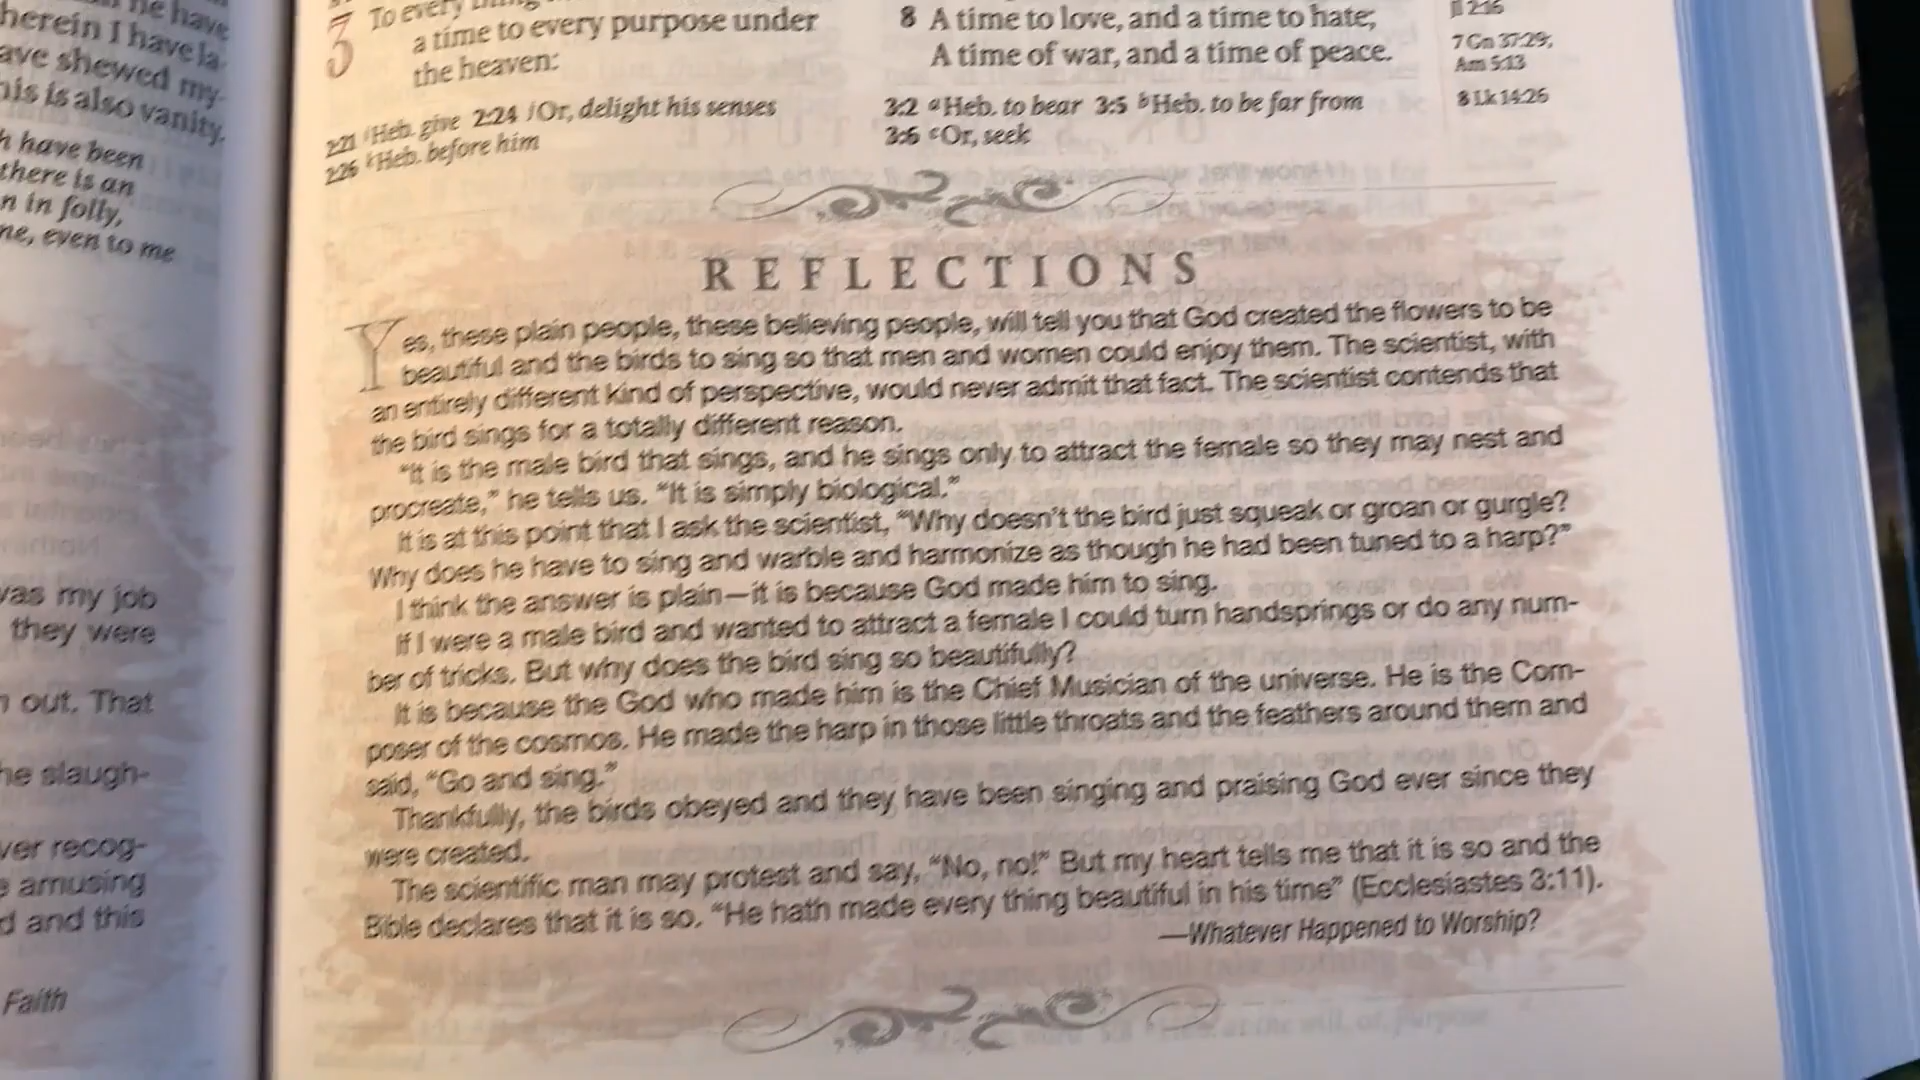 he have
herein I have la-
ave shewed my-
his is also vanity.
h have been
there is an
n in folly,
me, even to me
was my job
they were
n out. That
he slaugh-
ver recog-
e amusing
d and this
Faith
3 To every thing
a time to every purpose under
the heaven:
2:21 iHeb. give 2:24 jOr, delight his senses
2:26 kHeb. before him
8 A time to love, and a time to hate;
A time of war, and a time of peace.
3:2 aHeb. to bear 3:5 bHeb. to be far from
3:6 cOr, seek
2:16
7 Gn 37:29;
Am 5:13
8 Lk 14:26
REFLECTIONS
Yes, these plain people, these believing people, will tell you that God created the flowers to be
beautiful and the birds to sing so that men and women could enjoy them. The scientist, with
an entirely different kind of perspective, would never admit that fact. The scientist contends that
the bird sings for a totally different reason.
“It is the male bird that sings, and he sings only to attract the female so they may nest and
procreate,” he tells us. “It is simply biological.”
It is at this point that I ask the scientist, “Why doesn’t the bird just squeak or groan or gurgle?
Why does he have to sing and warble and harmonize as though he had been tuned to a harp?”
I think the answer is plain—it is because God made him to sing.
If I were a male bird and wanted to attract a female I could turn handsprings or do any num-
ber of tricks. But why does the bird sing so beautifully?
It is because the God who made him is the Chief Musician of the universe. He is the Com-
poser of the cosmos. He made the harp in those little throats and the feathers around them and
said, “Go and sing.”
Thankfully, the birds obeyed and they have been singing and praising God ever since they
were created.
The scientific man may protest and say, “No, no!” But my heart tells me that it is so and the
Bible declares that it is so. “He hath made every thing beautiful in his time” (Ecclesiastes 3:11).
—Whatever Happened to Worship?